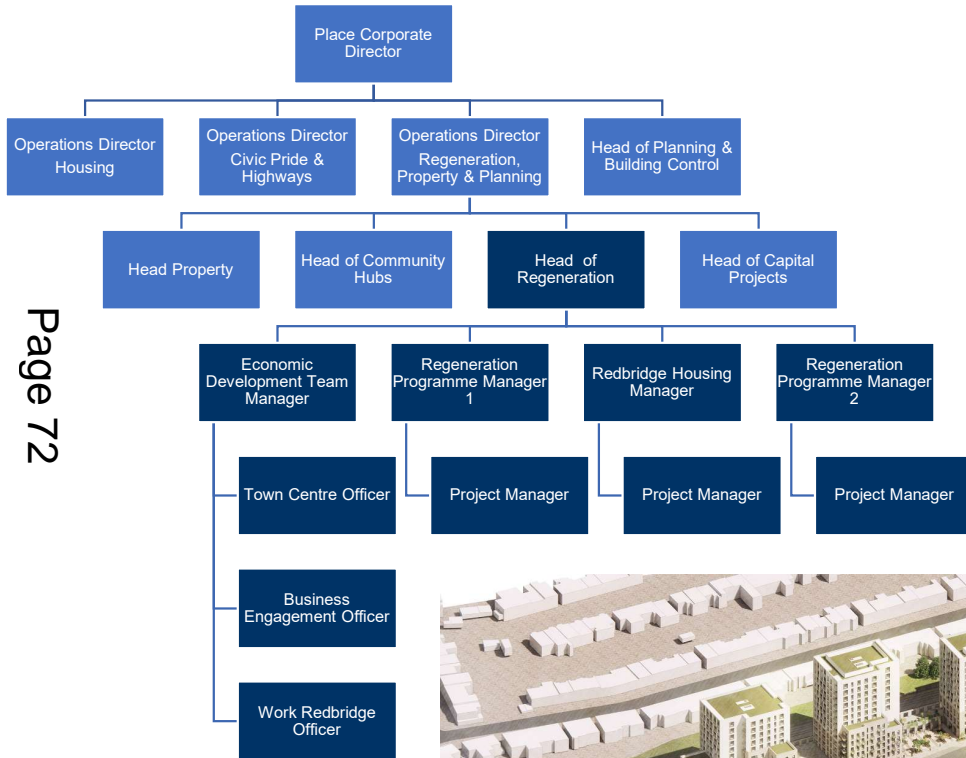 Place Corporate
Director
Operations Director
Housing
Operations Director
Civic Pride &
Highways
Operations Director
Regeneration,
Property & Planning
Head of Planning &
Building Control
Head Property
Head of Community
Hubs
Head of
Regeneration
Head of Capital
Projects
Economic
Development Team
Manager
Regeneration
Programme Manager
1
Redbridge Housing
Manager
Regeneration
Programme Manager
2
Town Centre Officer
Project Manager
Project Manager
Project Manager
Business
Engagement Officer
Work Redbridge
Officer
Page 72